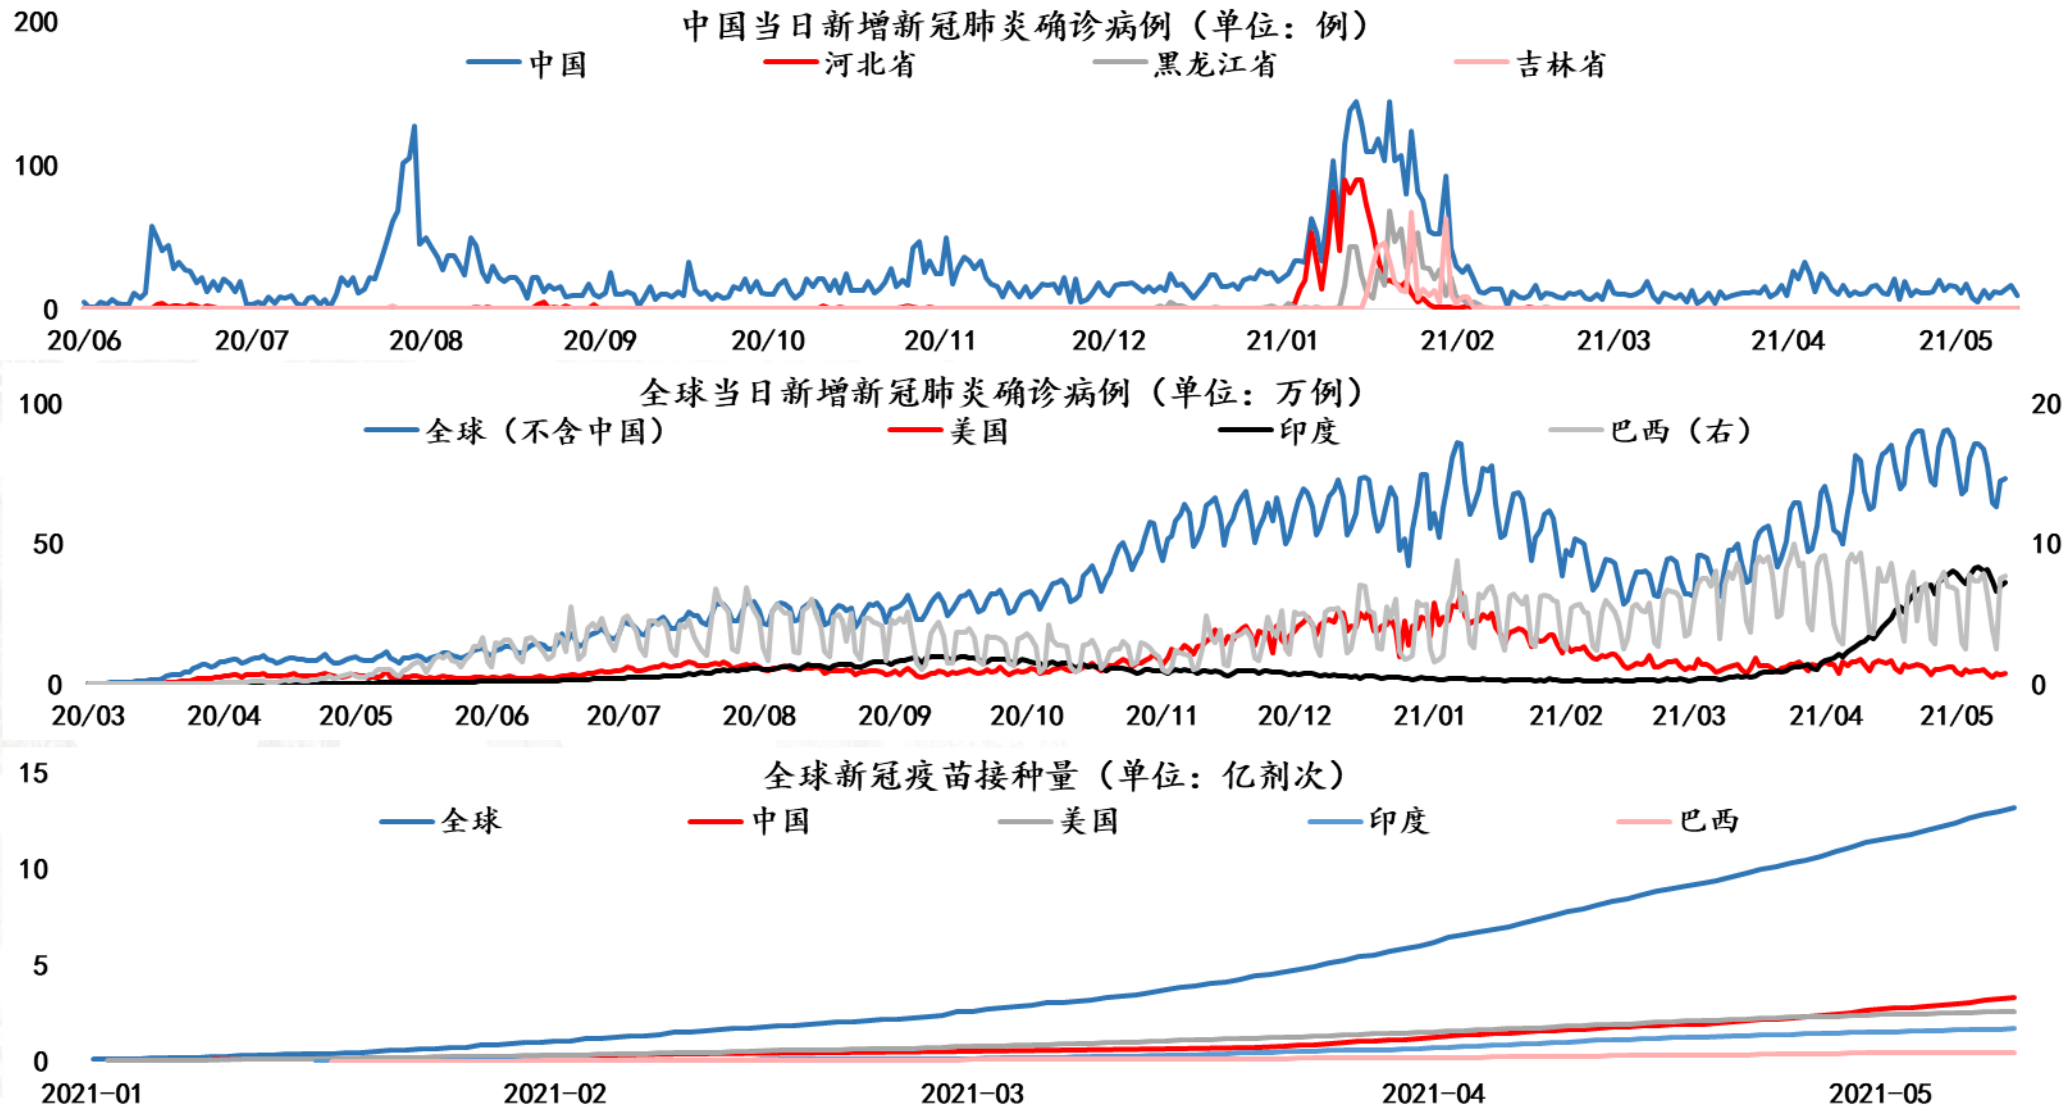 中国当日新增新冠肺炎确诊病例（单位：例）
中国 河北省 黑龙江省 吉林省
200
100
0
20/06 20/07 20/08 20/09 20/10 20/11 20/12 21/01 21/02 21/03 21/04 21/05
全球当日新增新冠肺炎确诊病例（单位：万例）
全球（不含中国） 美国 印度 巴西（右）
100 20
50 10
0 0
20/03 20/04 20/05 20/06 20/07 20/08 20/09 20/10 20/11 20/12 21/01 21/02 21/03 21/04 21/05
全球新冠疫苗接种量（单位：亿剂次）
全球 中国 美国 印度 巴西
15
10
5
0
2021-01 2021-02 2021-03 2021-04 2021-05